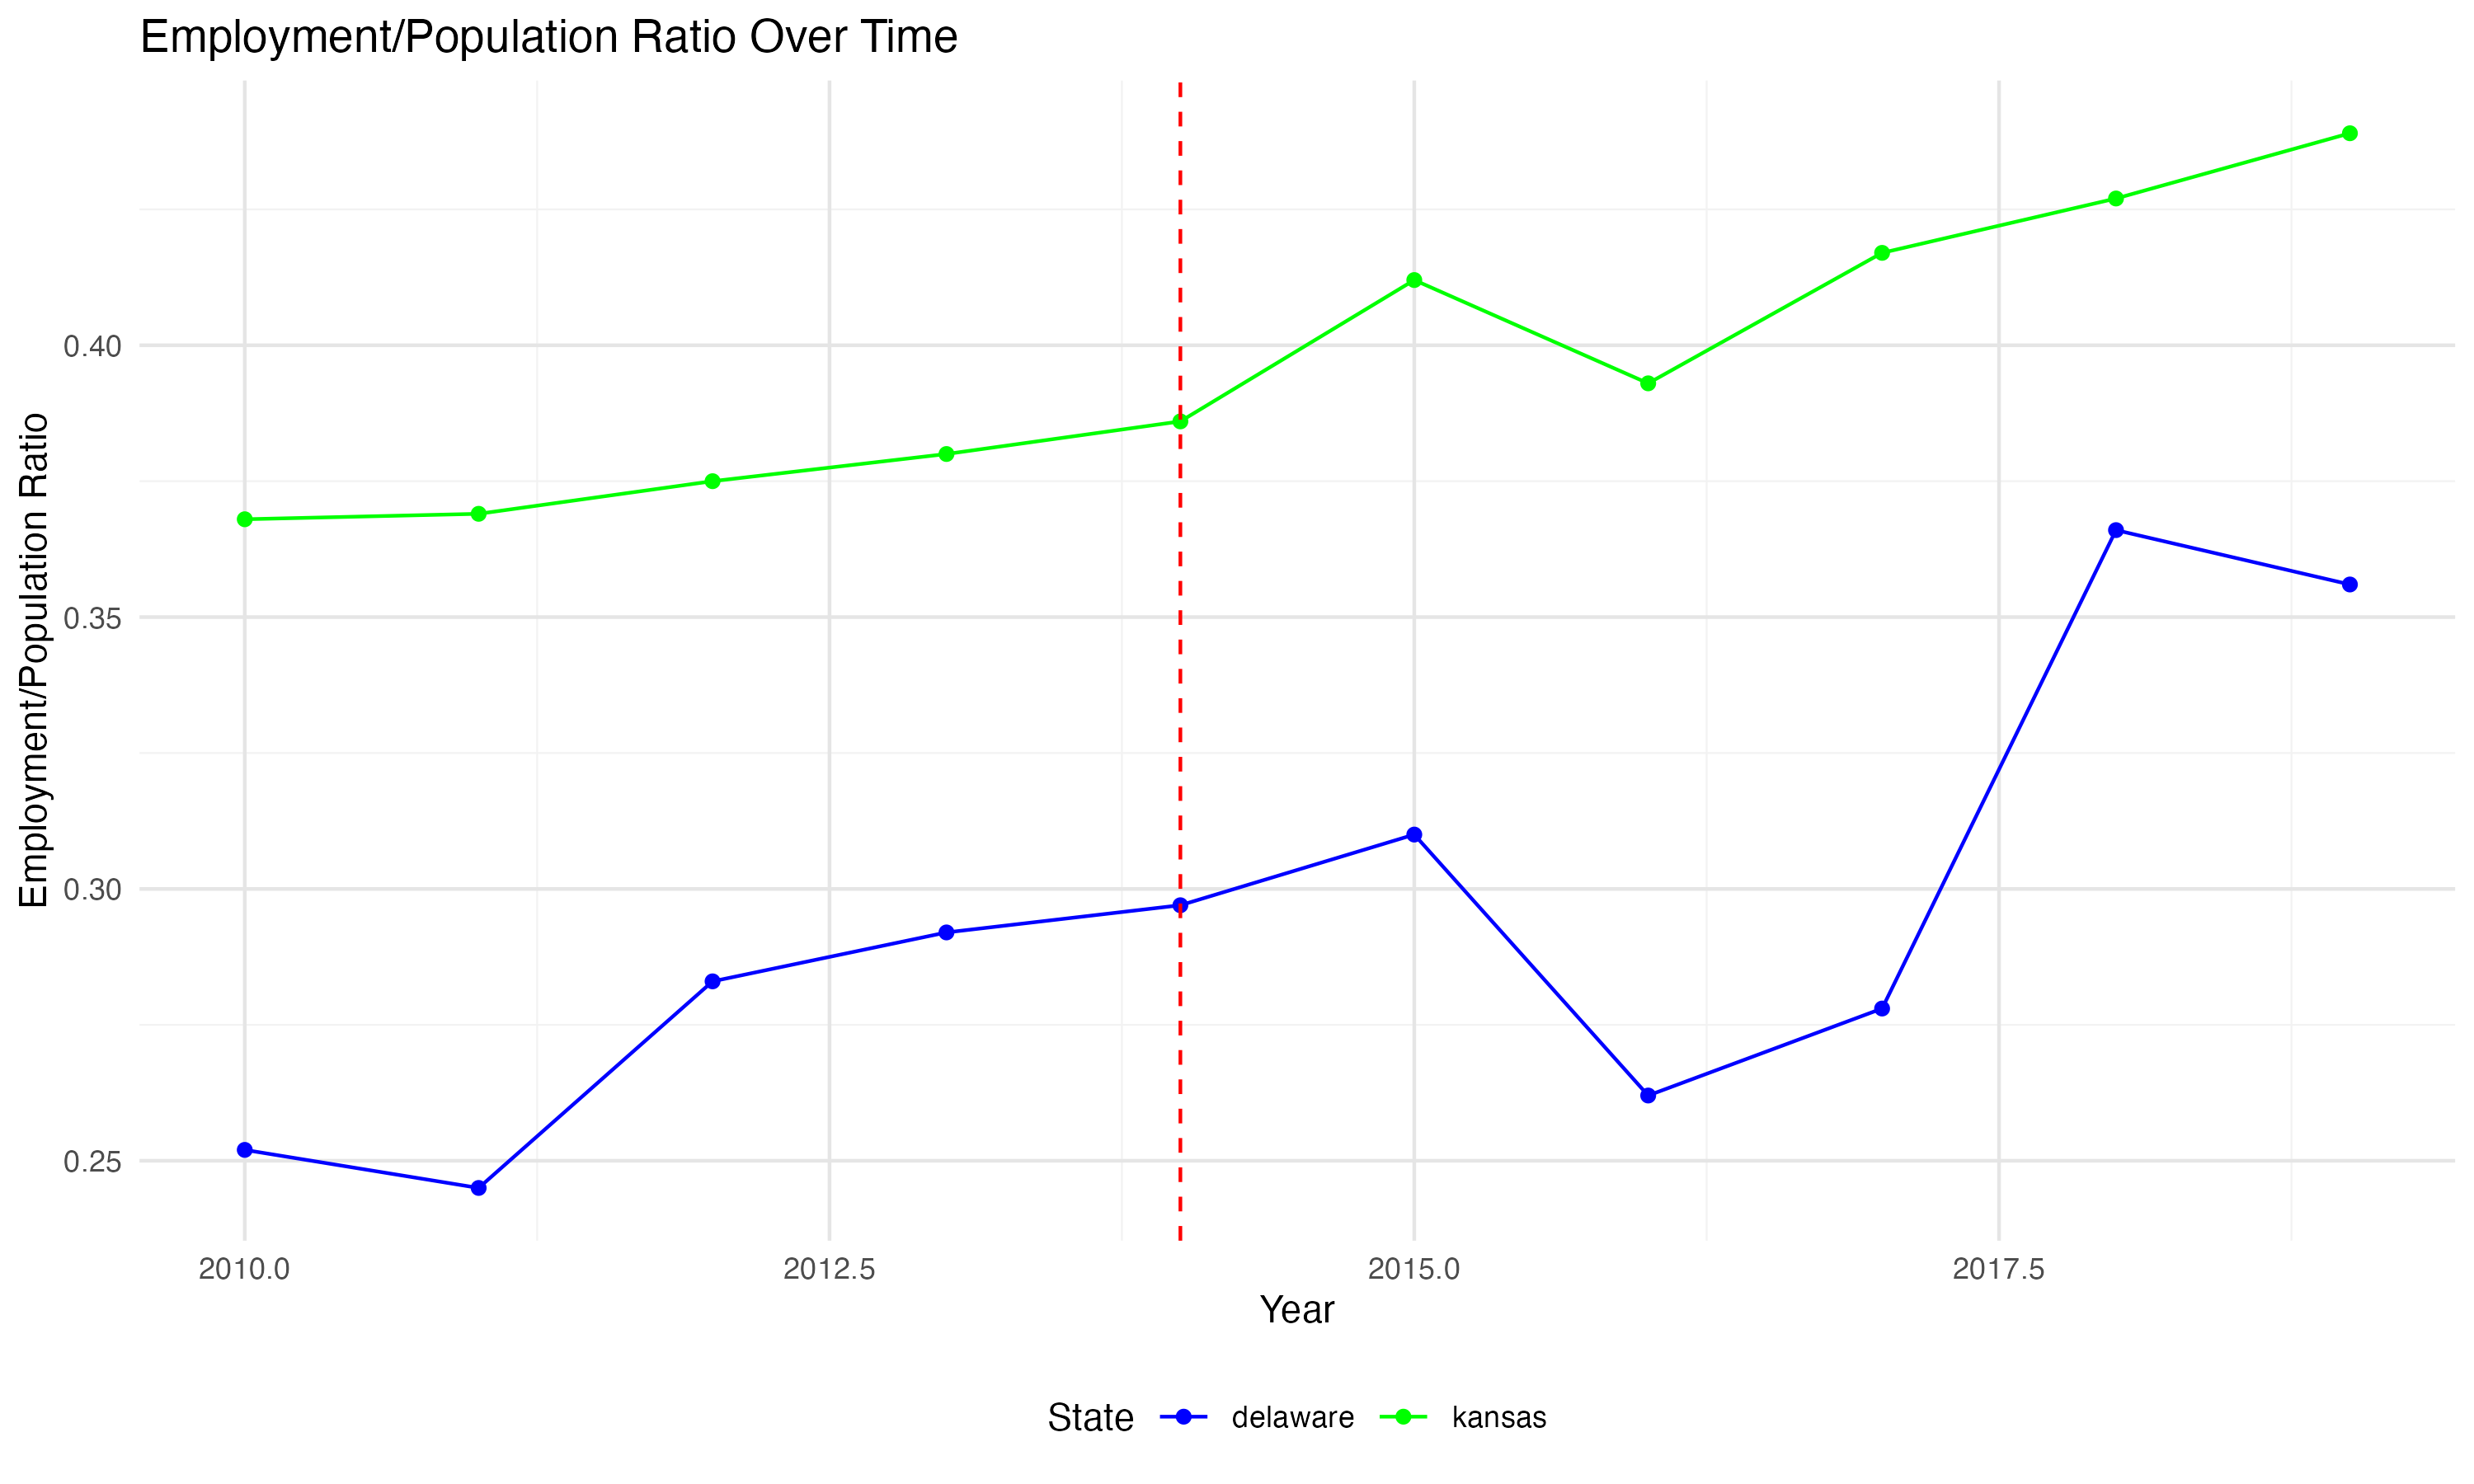 Employment/Population Ratio Over Time
Employment/Population Ratio
0.40
0.35
0.30
0.25
2010.0 2012.5 2015.0 2017.5
Year
State delaware kansas